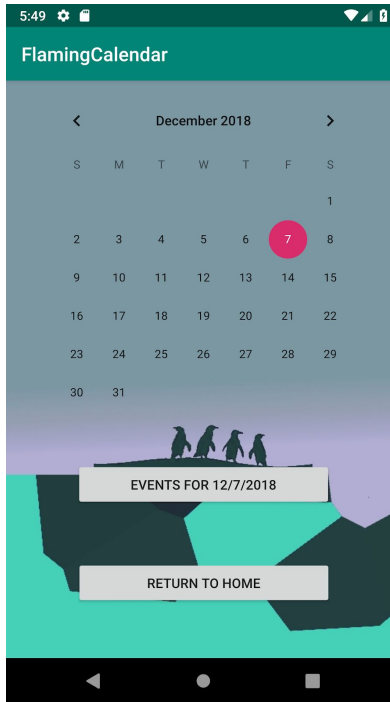 5:49
FlamingCalendar
December 2018
S M T W T F S
1
2 3 4 5 6 7 8
9 10 11 12 13 14 15
16 17 18 19 20 21 22
23 24 25 26 27 28 29
30 31
EVENTS FOR 12/7/2018
RETURN TO HOME